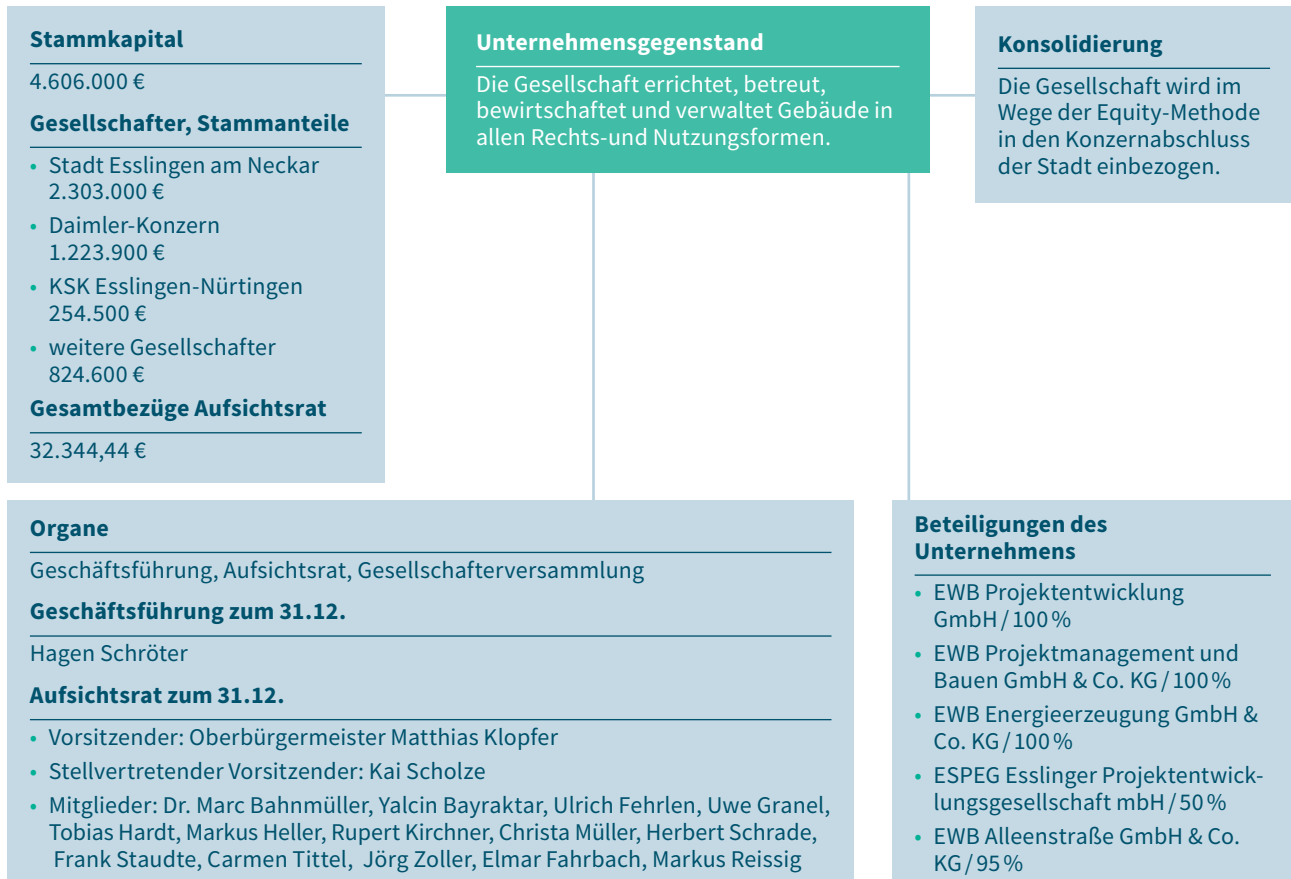 Stammkapital
4.606.000 €
Gesellschafter, Stammanteile
• Stadt Esslingen am Neckar
2.303.000 €
• Daimler-Konzern
1.223.900 €
• KSK Esslingen-Nürtingen
254.500 €
• weitere Gesellschafter
824.600 €
Gesamtbezüge Aufsichtsrat
32.344,44 €
Unternehmensgegenstand
Die Gesellschaft errichtet, betreut,
bewirtschaftet und verwaltet Gebäude in
allen Rechts-und Nutzungsformen.
Konsolidierung
Die Gesellschaft wird im
Wege der Equity-Methode
in den Konzernabschluss
der Stadt einbezogen.
Organe
Geschäftsführung, Aufsichtsrat, Gesellschafterversammlung
Geschäftsführung zum 31.12.
Hagen Schröter
Aufsichtsrat zum 31.12.
• Vorsitzender: Oberbürgermeister Matthias Klopfer
• Stellvertretender Vorsitzender: Kai Scholze
• Mitglieder: Dr. Marc Bahnmüller, Yalcin Bayraktar, Ulrich Fehrlen, Uwe Granel,
Tobias Hardt, Markus Heller, Rupert Kirchner, Christa Müller, Herbert Schrade,
Frank Staudte, Carmen Tittel, Jörg Zoller, Elmar Fahrbach, Markus Reissig
Beteiligungen des
Unternehmens
• EWB Projektentwicklung
GmbH / 100 %
• EWB Projektmanagement und
Bauen GmbH & Co. KG / 100 %
• EWB Energieerzeugung GmbH &
Co. KG / 100 %
• ESPEG Esslinger Projektentwick-
lungsgesellschaft mbH / 50 %
• EWB Alleenstraße GmbH & Co.
KG / 95 %